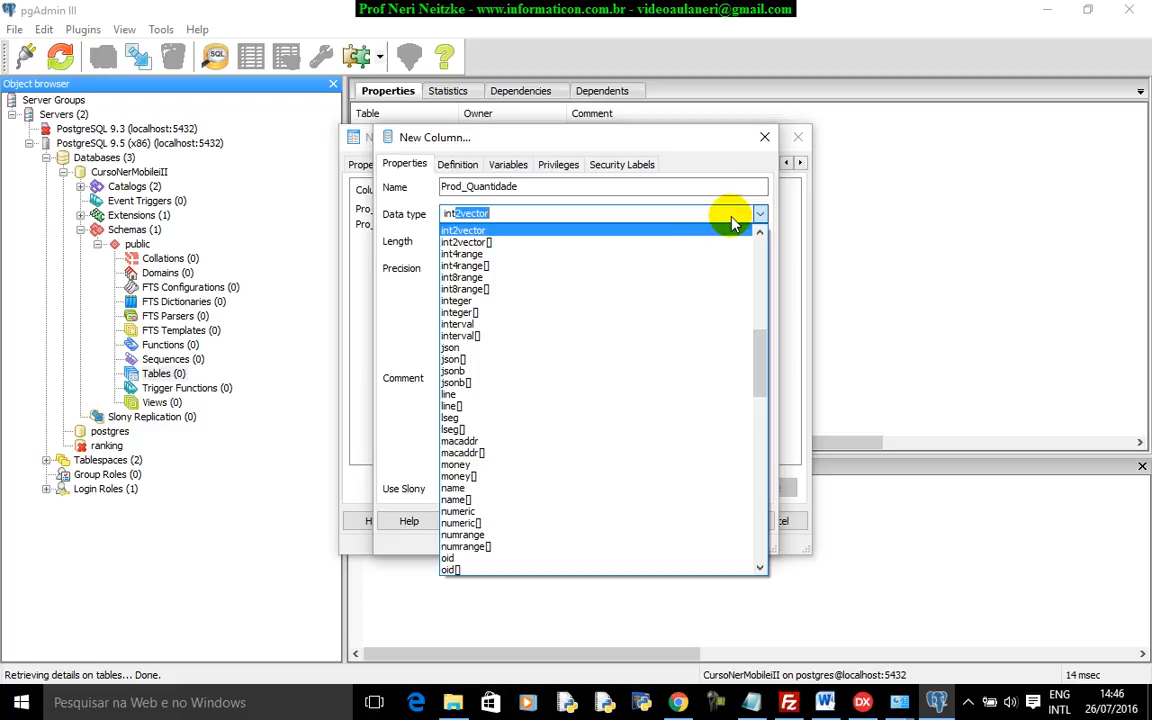 Prof Neri Neitzke - www.informaticon.com.br - videoaulaneri@gmail.com
pgAdmin III
File Edit Plugins View Tools Help
SQL
Object browser
Server Groups
Servers (2)
PostgreSQL 9.3 (localhost:5432)
PostgreSQL 9.5 (x86) (localhost:5432)
Databases (3)
CursoNerMobileiII
Catalogs (2)
Event Triggers (0)
Extensions (1)
Schemas (1)
public
Collations (0)
Domains (0)
FTS Configurations (0)
FTS Dictionaries (0)
FTS Parsers (0)
FTS Templates (0)
Functions (0)
Sequences (0)
Tables (0)
Trigger Functions (0)
Views (0)
Slony Replication (0)
postgres
ranking
Tablespaces (2)
Group Roles (0)
Login Roles (1)
Properties Statistics Dependencies Dependents
Table Owner Comment
N
Prope
Colu
Pro_
Pro_
H
cel
New Column...
Properties Definition Variables Privileges Security Labels
Name Prod_Quantidade
Data type int2vector
Length
Precision
Comment
Use Slony
Help
int2vector
int2vector[]
int4range
int4range[]
int8range
int8range[]
integer
integer[]
interval
interval[]
json
json[]
jsonb
jsonb[]
line
line[]
lseg
lseg[]
macaddr
macaddr[]
money
money[]
name
name[]
numeric
numeric[]
numrange
numrange[]
oid
oid[]
Retrieving details on tables... Done.
CursoNerMobileiII on postgres@localhost:5432
14 msec
Pesquisar na Web e no Windows
ENG
INTL
14:46
26/07/2016